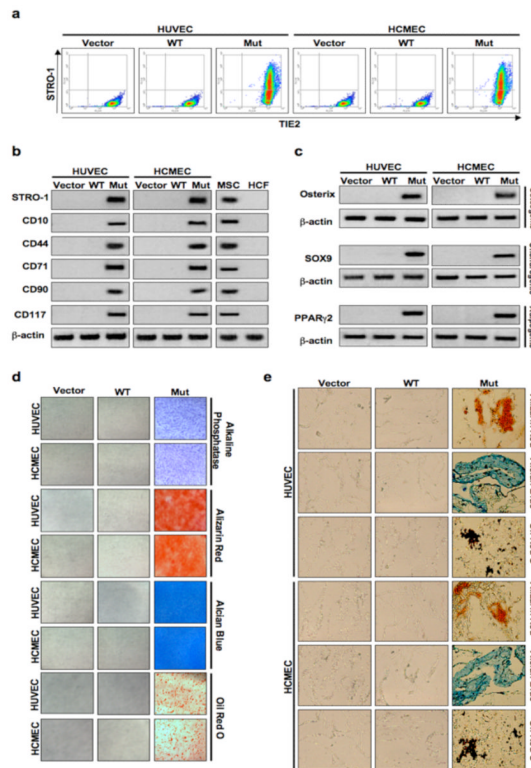 a
HUVEC HCMEC
Vector WT Mut Vector WT Mut
STRO-1
TIE2
b
HUVEC HCMEC
Vector WT Mut Vector WT Mut MSC HCF
STRO-1
CD10
CD44
CD71
CD90
CD117
β-actin
c
HUVEC HCMEC
Vector WT Mut Vector WT Mut
Osterix
β-actin
SOX9
β-actin
PPARγ2
β-actin
d
Vector WT Mut
HUVEC
HCMEC
Alkaline
Phosphatase
HUVEC
HCMEC
Alizarin Red
HUVEC
HCMEC
Alcian Blue
HUVEC
HCMEC
Oil Red O
e
Vector WT Mut
HUVEC
HCMEC